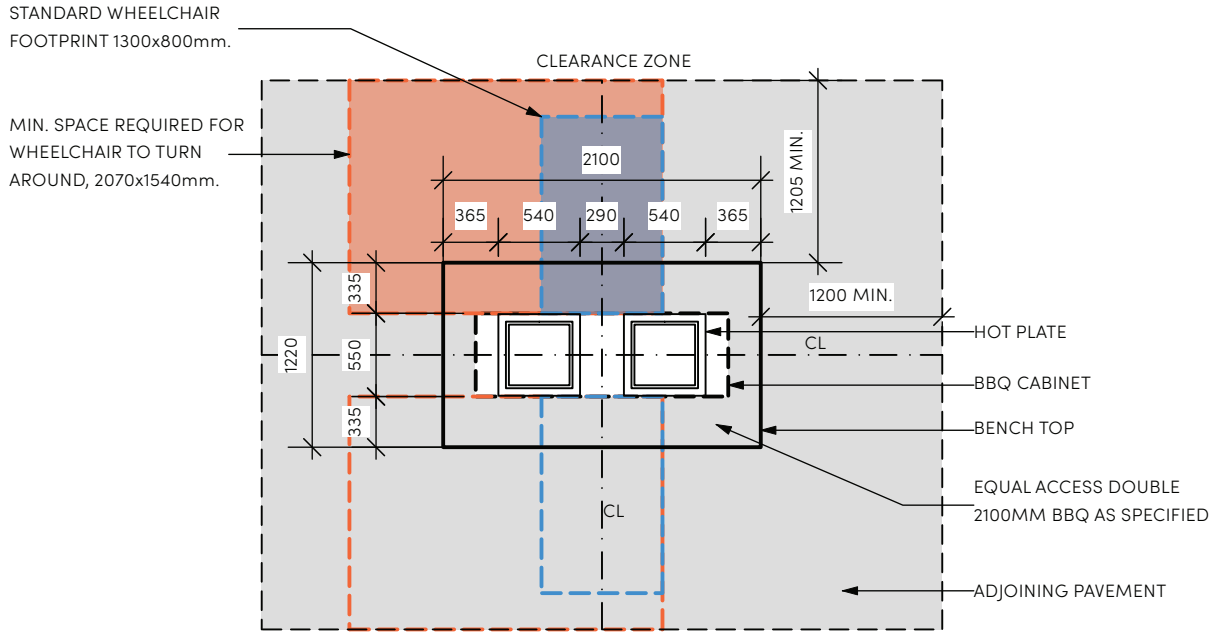 STANDARD WHEELCHAIR
FOOTPRINT 1300x800mm.
CLEARANCE ZONE
MIN. SPACE REQUIRED FOR
WHEELCHAIR TO TURN
AROUND, 2070x1540mm.
2100
1205 MIN.
365
540
290
540
365
335
1200 MIN.
HOT PLATE
CL
1220
550
BBQ CABINET
335
BENCH TOP
EQUAL ACCESS DOUBLE
2100MM BBQ AS SPECIFIED
CL
ADJOINING PAVEMENT